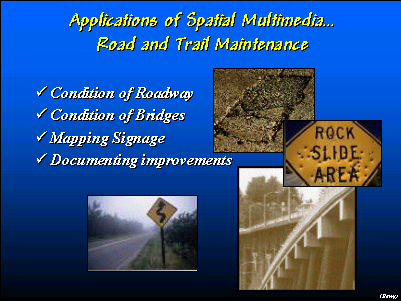 Applications of Spatial Multimedia...
Road and Trail Maintenance
✓ Condition of Roadway
✓ Condition of Bridges
✓ Mapping Signage
✓ Documenting improvements
ROCK
SLIDE
AREA